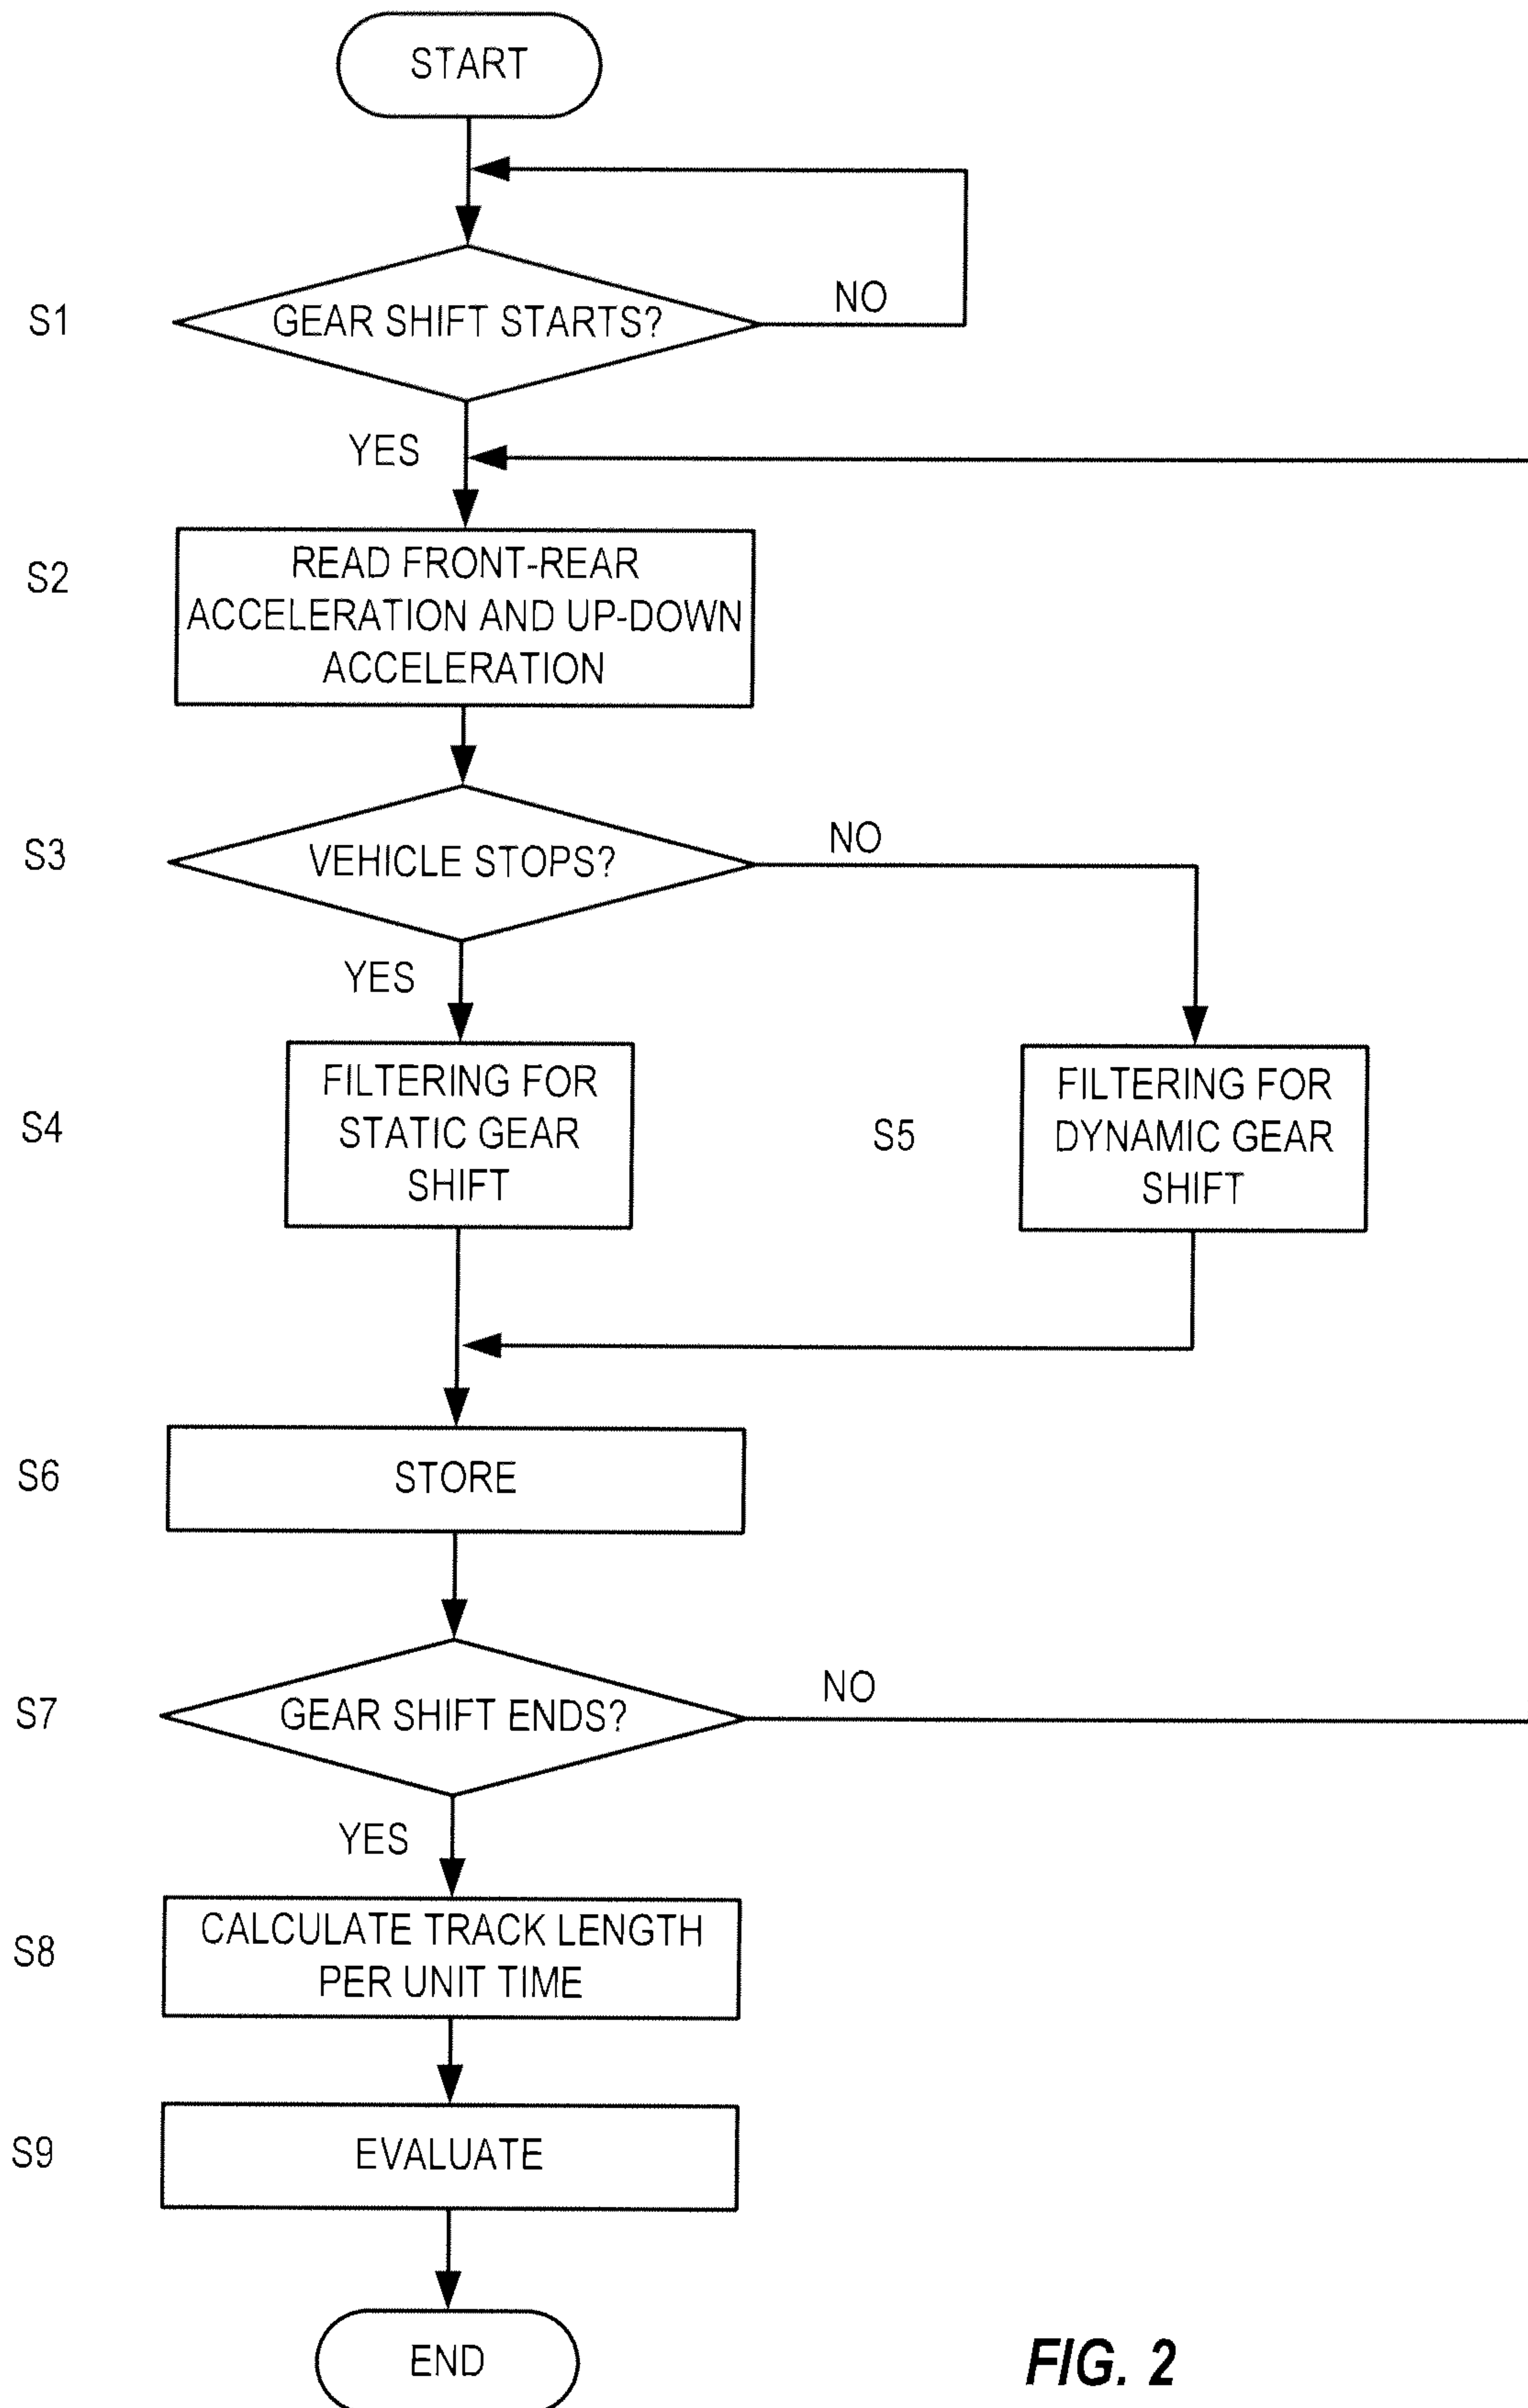 START
S1
GEAR SHIFT STARTS?
NO
YES
S2
READ FRONT-REAR
ACCELERATION AND UP-DOWN
ACCELERATION
S3
VEHICLE STOPS?
NO
YES
S4
FILTERING FOR
STATIC GEAR
SHIFT
S5
FILTERING FOR
DYNAMIC GEAR
SHIFT
S6
STORE
S7
GEAR SHIFT ENDS?
NO
YES
S8
CALCULATE TRACK LENGTH
PER UNIT TIME
S9
EVALUATE
END
FIG. 2